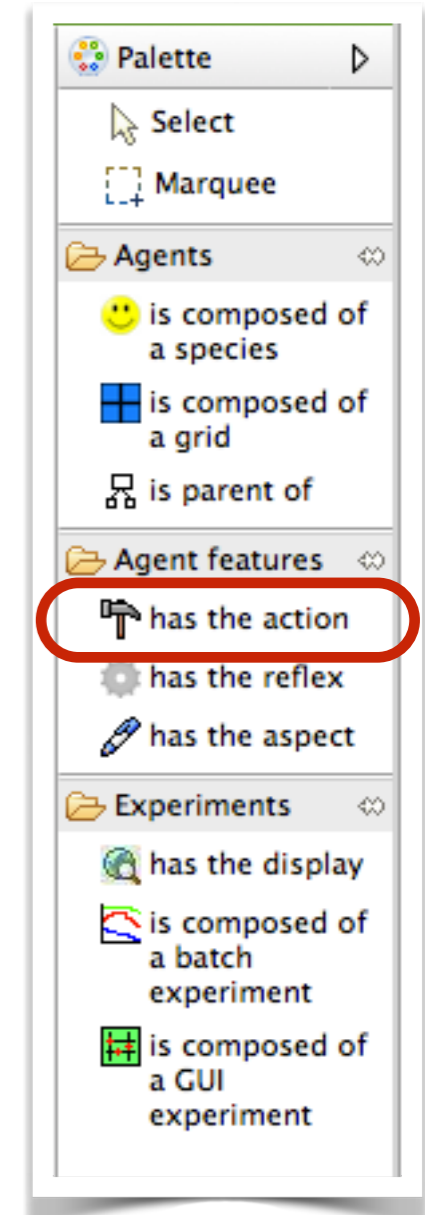 Palette
Select
Marquee
Agents
is composed of
a species
is composed of
a grid
is parent of
Agent features
has the action
has the reflex
has the aspect
Experiments
has the display
is composed of
a batch
experiment
is composed of
a GUI
experiment